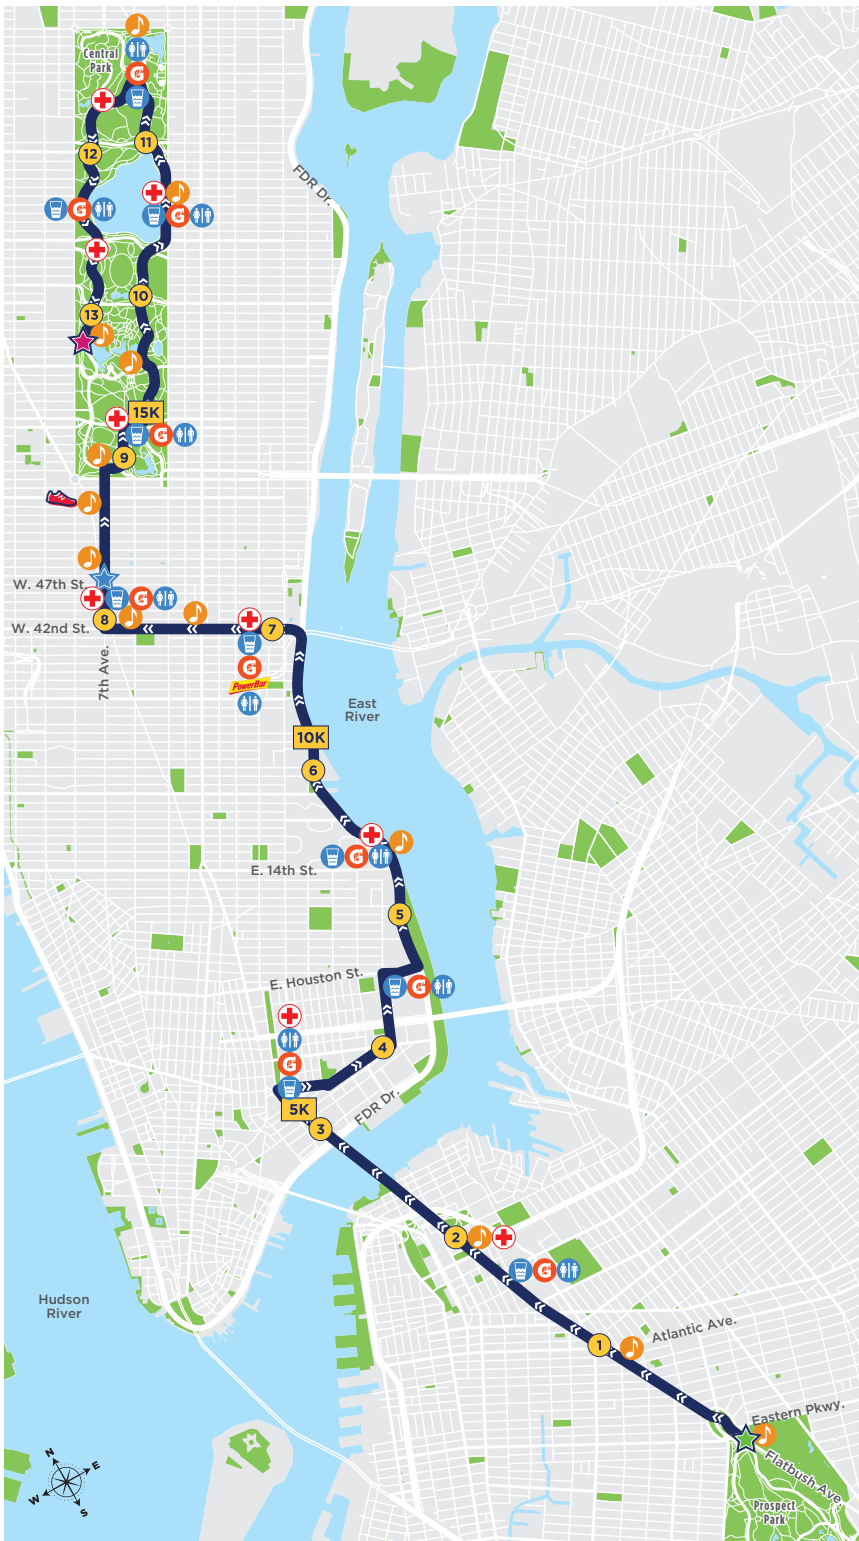 Central
Park
G
11
12
FDR Dr.
G
G
10
13
15K
G
9
W. 47th St.
G
8
7
W. 42nd St.
G
7th Ave.
PowerBar
East
River
10K
6
G
E. 14th St.
5
E. Houston St.
G
4
G
5K
FDR Dr.
3
2
G
Hudson
River
1
Atlantic Ave.
Eastern Pkwy.
Flatbush Ave.
N
E
W
S
Prospect
Park